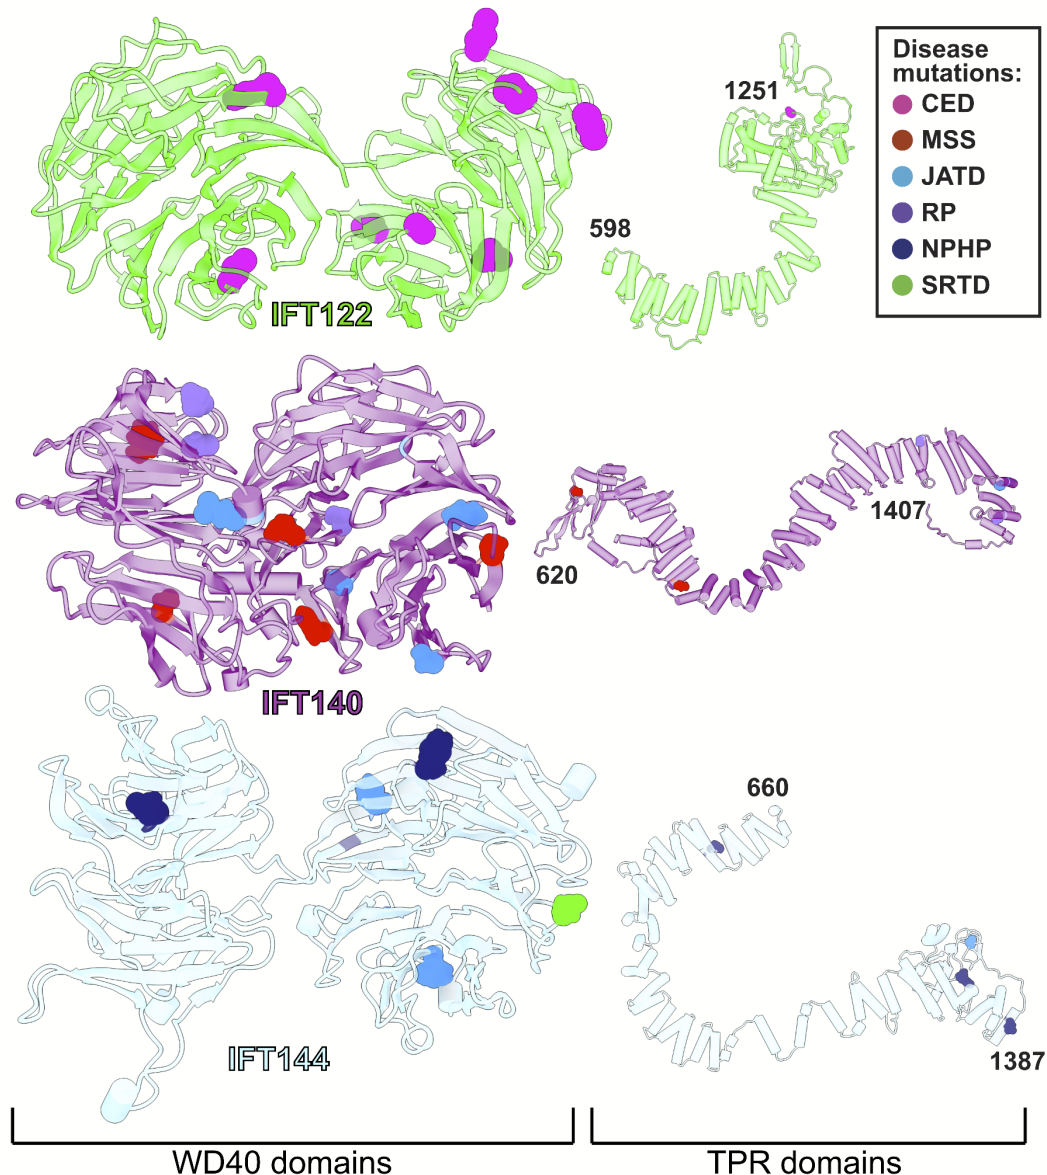 Disease
mutations:
CED
MSS
JATD
RP
NPHP
SRTD
1251
598
IFT122
1407
620
IFT140
660
1387
IFT144
WD40 domains
TPR domains